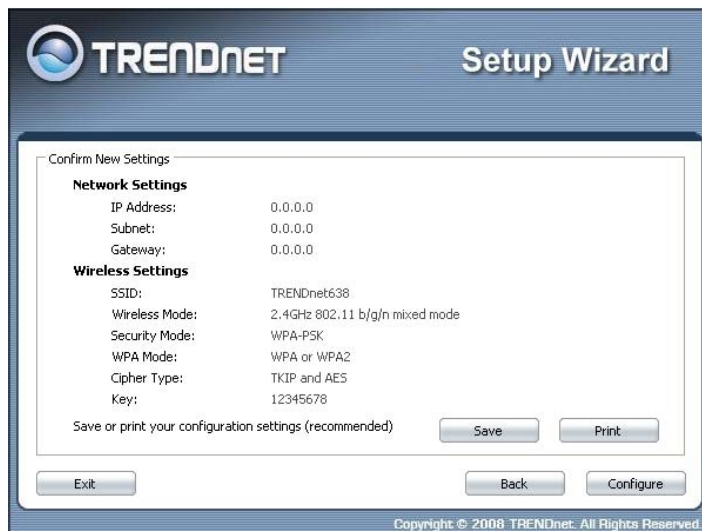 TRENDNET
Setup Wizard
Confirm New Settings
Network Settings
IP Address: 0.0.0.0
Subnet: 0.0.0.0
Gateway: 0.0.0.0
Wireless Settings
SSID: TRENDnet638
Wireless Mode: 2.4GHz 802.11 b/g/n mixed mode
Security Mode: WPA-PSK
WPA Mode: WPA or WPA2
Cipher Type: TKIP and AES
Key: 12345678
Save or print your configuration settings (recommended) Save Print
Exit Back Configure
Copyright © 2008 TRENDnet. All Rights Reserved.